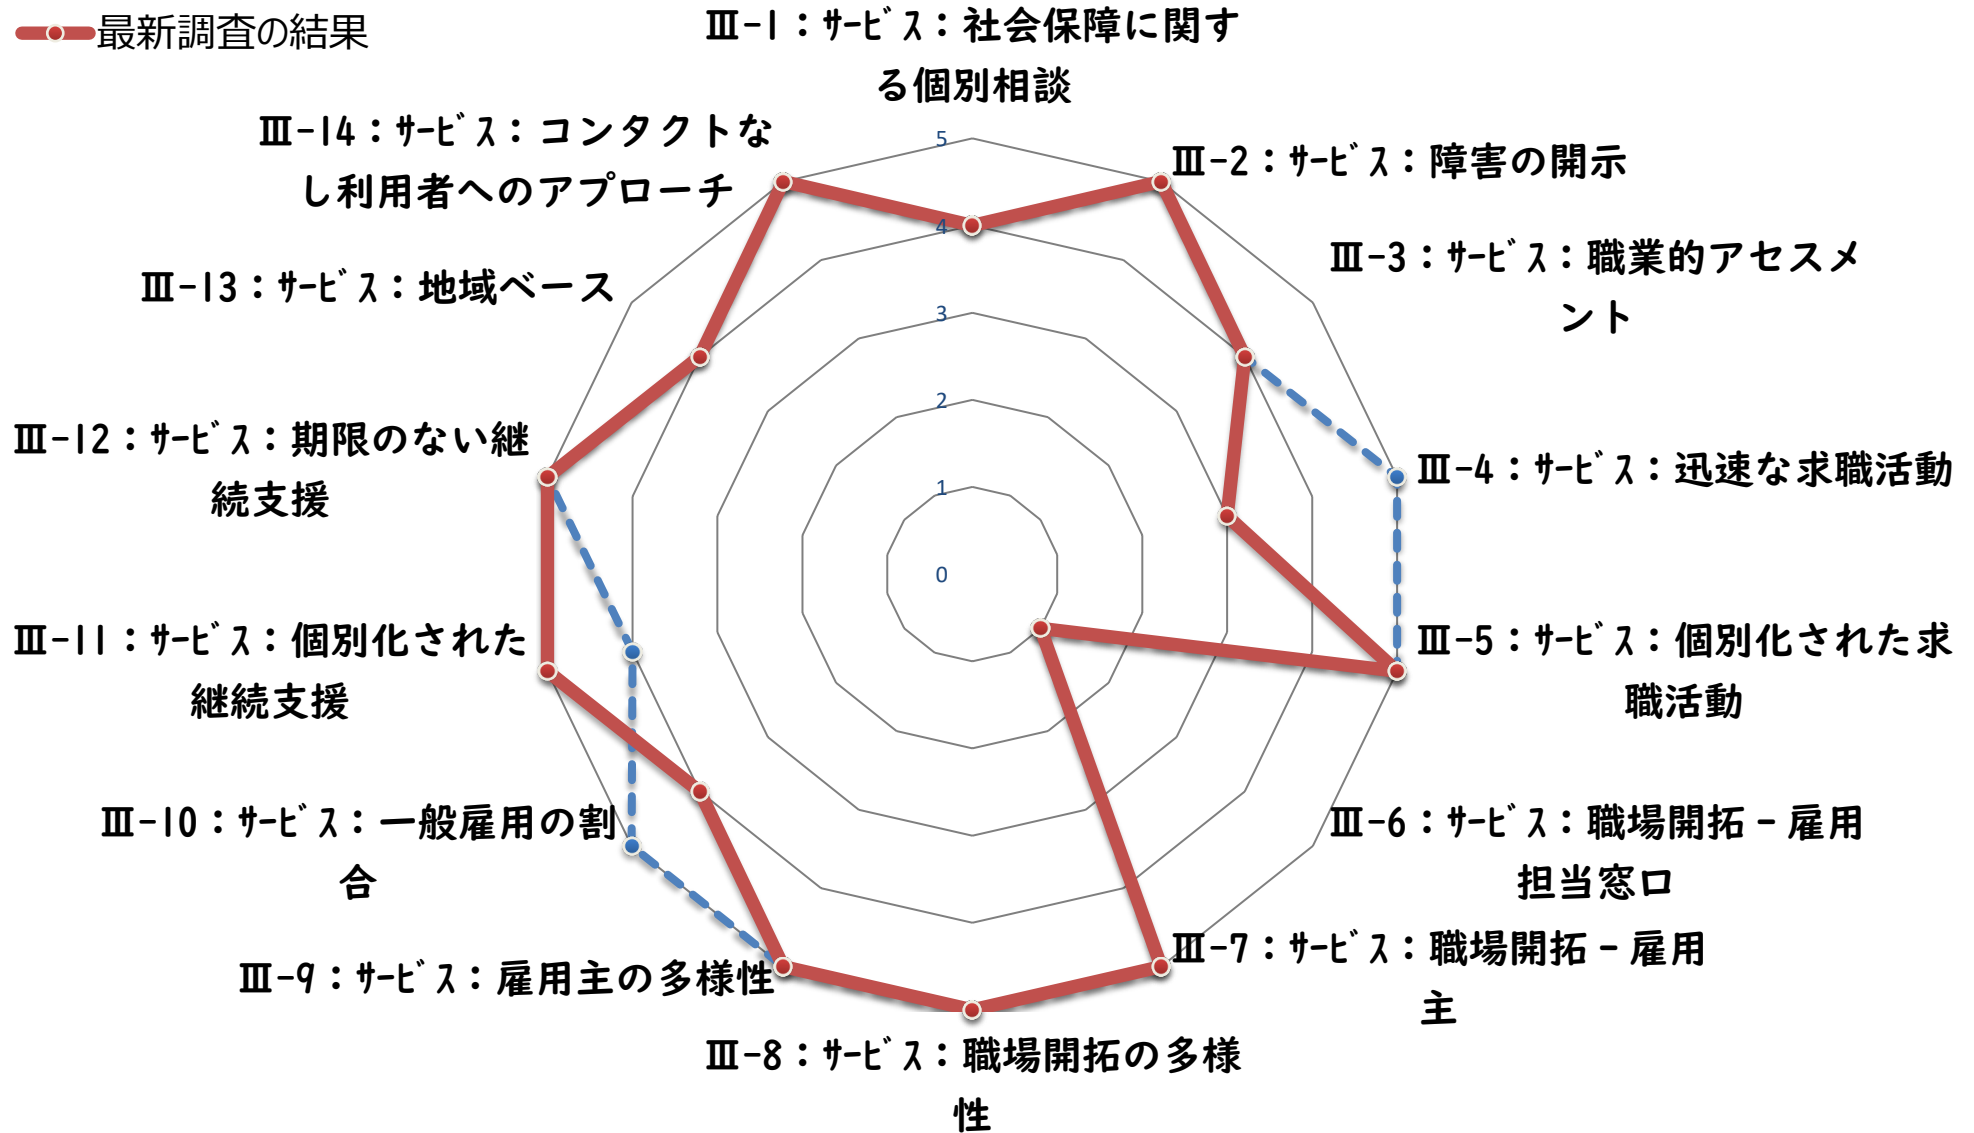 最新調査の結果
Ⅲ-1：ｻｰﾋﾞｽ：社会保障に関す
る個別相談
Ⅲ-2：ｻｰﾋﾞｽ：障害の開示
Ⅲ-3：ｻｰﾋﾞｽ：職業的アセスメ
ント
Ⅲ-4：ｻｰﾋﾞｽ：迅速な求職活動
Ⅲ-5：ｻｰﾋﾞｽ：個別化された求
職活動
Ⅲ-6：ｻｰﾋﾞｽ：職場開拓－雇用
担当窓口
Ⅲ-7：ｻｰﾋﾞｽ：職場開拓－雇用
主
Ⅲ-8：ｻｰﾋﾞｽ：職場開拓の多様
性
Ⅲ-9：ｻｰﾋﾞｽ：雇用主の多様性
Ⅲ-10：ｻｰﾋﾞｽ：一般雇用の割
合
Ⅲ-11：ｻｰﾋﾞｽ：個別化された
継続支援
Ⅲ-12：ｻｰﾋﾞｽ：期限のない継
続支援
Ⅲ-13：ｻｰﾋﾞｽ：地域ベース
Ⅲ-14：ｻｰﾋﾞｽ：コンタクトな
し利用者へのアプローチ
5
4
3
2
1
0